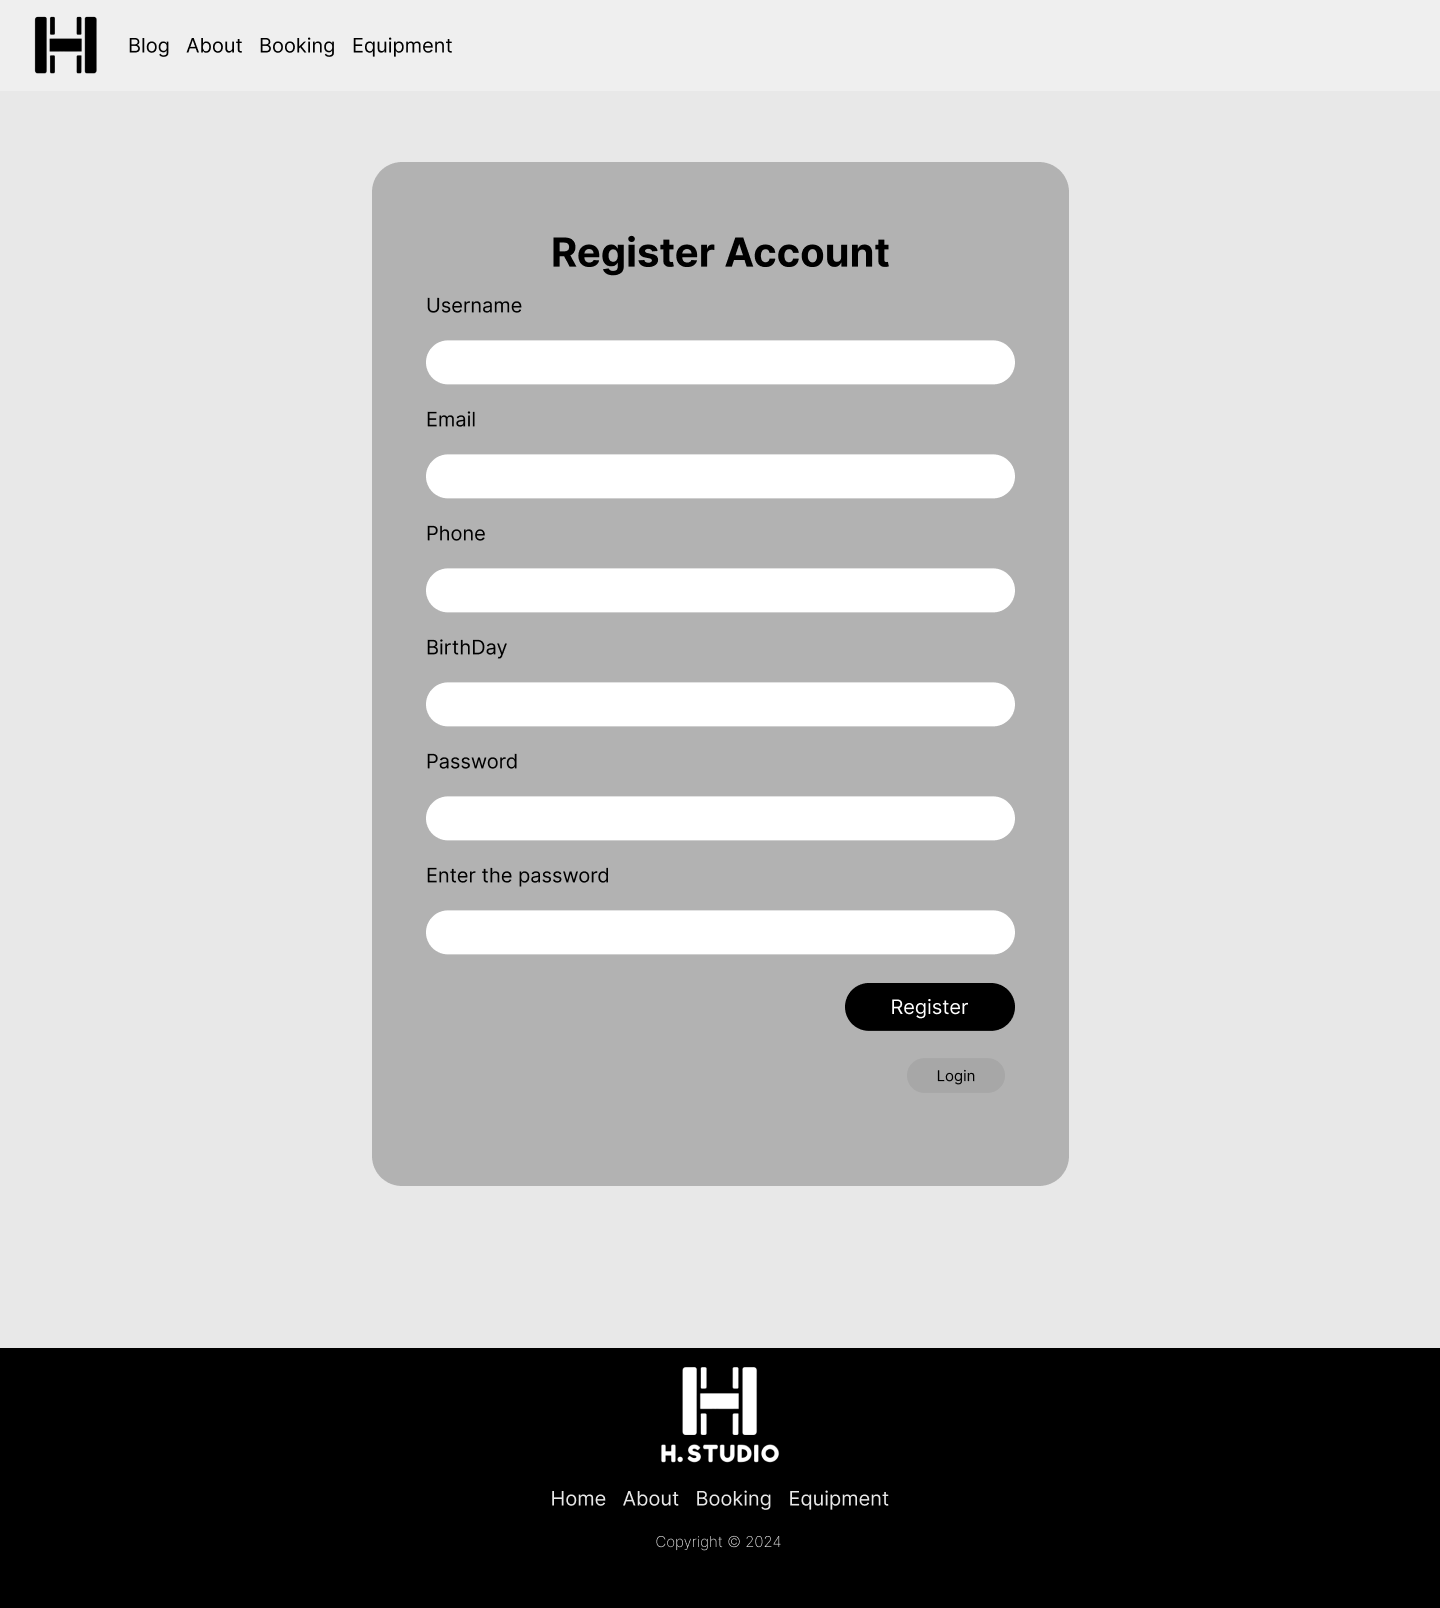 H
Blog About Booking Equipment
Register Account
Username
Email
Phone
BirthDay
Password
Enter the password
Register
Login
H
H.STUDIO
Home About Booking Equipment
Copyright © 2024